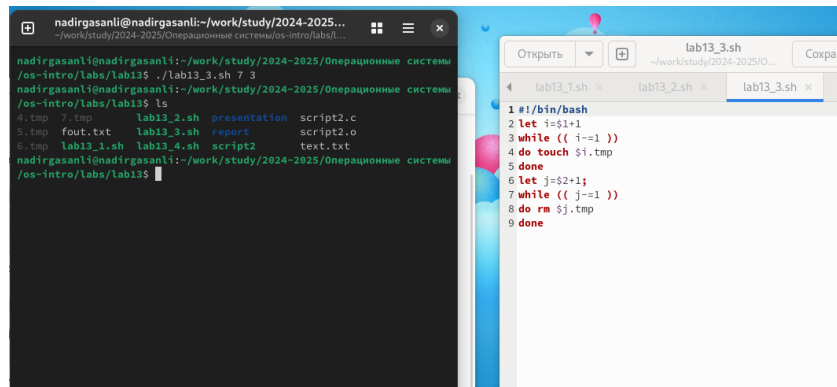 nadirgasanli@nadirgasanli:~/work/study/2024-2025...
~/work/study/2024-2025/Операционные системы/os-intro/labs/l...
nadirgasanli@nadirgasanli:~/work/study/2024-2025/Операционные системы
/os-intro/labs/lab13$ ./lab13_3.sh 7 3
nadirgasanli@nadirgasanli:~/work/study/2024-2025/Операционные системы
/os-intro/labs/lab13$ ls
4.tmp 7.tmp lab13_2.sh presentation script2.c
5.tmp fout.txt lab13_3.sh report script2.o
6.tmp lab13_1.sh lab13_4.sh script2 text.txt
nadirgasanli@nadirgasanli:~/work/study/2024-2025/Операционные системы
/os-intro/labs/lab13$
Открыть
lab13_3.sh
~/work/study/2024-2025/О...
Сохра
lab13_1.sh × lab13_2.sh × lab13_3.sh ×
1 #!/bin/bash
2 let i=$1+1
3 while (( i-=1 ))
4 do touch $i.tmp
5 done
6 let j=$2+1;
7 while (( j-=1 ))
8 do rm $j.tmp
9 done